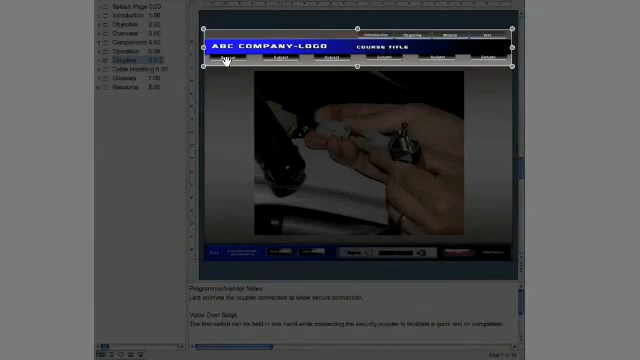 Splash Page 0.00
Introduction 1.00
Objective 2.00
Overview 3.00
Components 4.00
Operation 5.00
Couplers
Cable Handling 6.00
Glossary 7.00
Resource 8.00
Introduction Objective Module Test
ABC COMPANY-LOGO COURSE TITLE
Subject Subject Subject Subject Subject
Programmer/Vendor Notes
Lets animate the coupler connection to show secure connection.
Voice Over Script
The test switch can be held in one hand while connecting the security coupler to facilitate a quick test on completion.